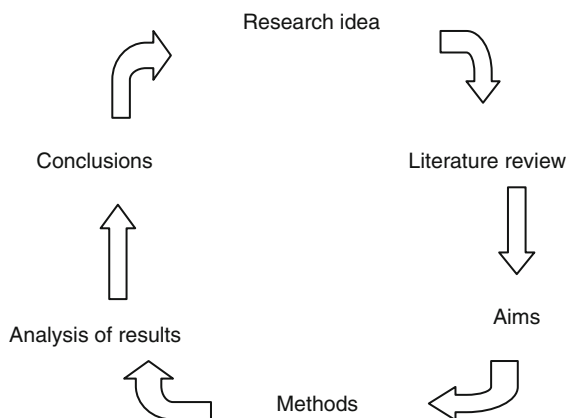 Research idea
Literature review
Aims
Methods
Analysis of results
Conclusions